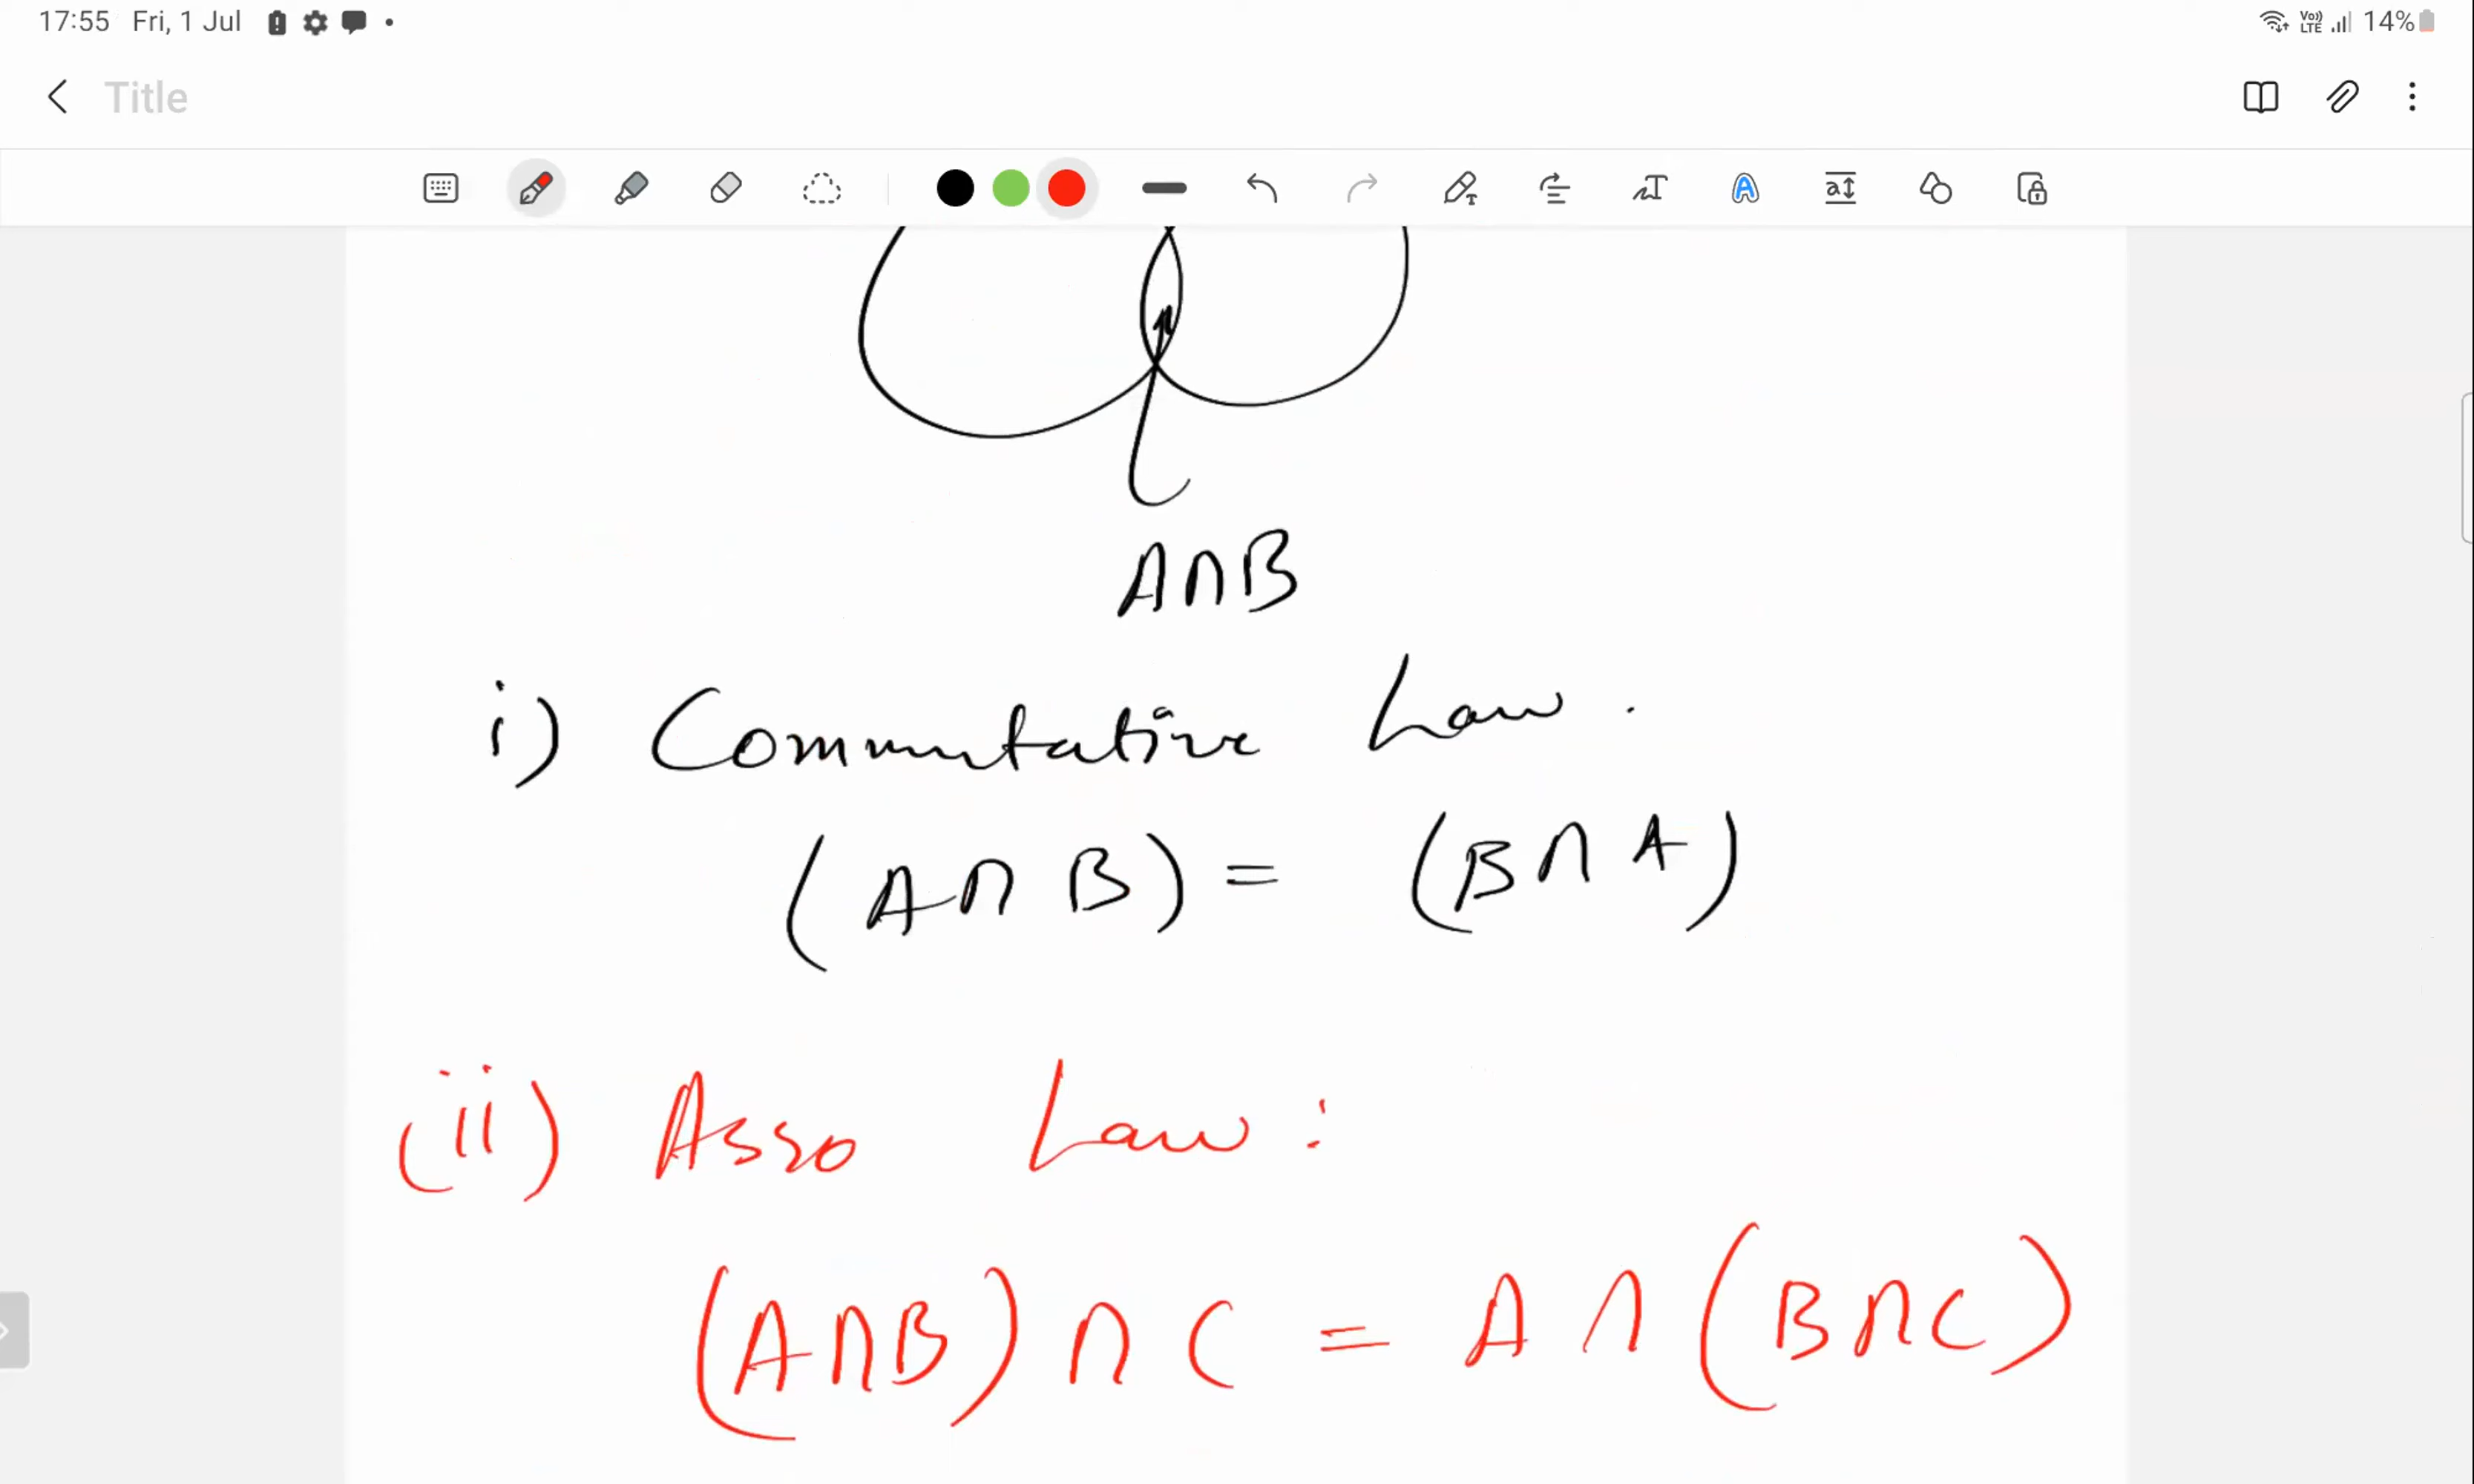 17:55 Fri, 1 Jul 14%
Title
A∩B
i) Commutative Law.
(A∩B) = (B∩A)
(ii) Asso Law:
(A∩B)∩C = A∩(B∩C)